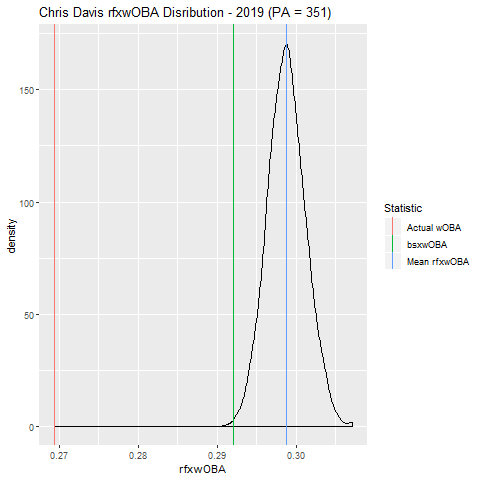 Chris Davis rfxwOBA Disribution - 2019 (PA = 351)
150
100
50
0
density
0.27
0.28
0.29
0.30
rfxwOBA
Statistic
Actual wOBA
bsxwOBA
Mean rfxwOBA